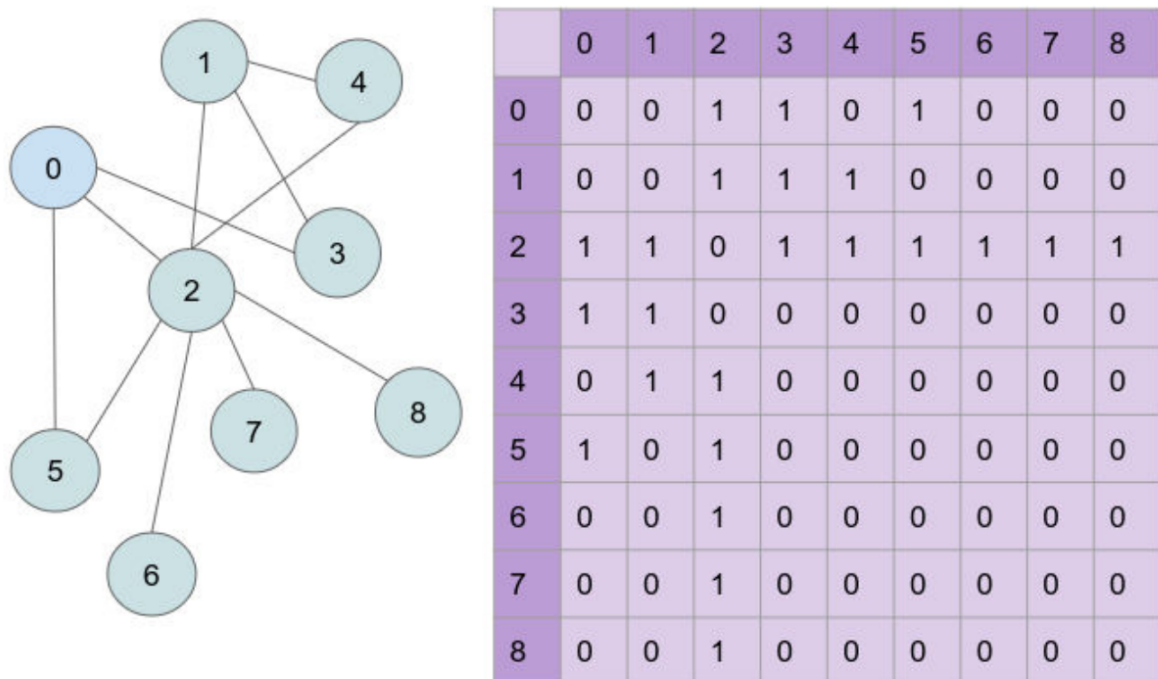 1
4
0
3
2
8
7
5
6
0 1 2 3 4 5 6 7 8
0 0 0 1 1 0 1 0 0 0
1 0 0 1 1 1 0 0 0 0
2 1 1 0 1 1 1 1 1 1
3 1 1 0 0 0 0 0 0 0
4 0 1 1 0 0 0 0 0 0
5 1 0 1 0 0 0 0 0 0
6 0 0 1 0 0 0 0 0 0
7 0 0 1 0 0 0 0 0 0
8 0 0 1 0 0 0 0 0 0